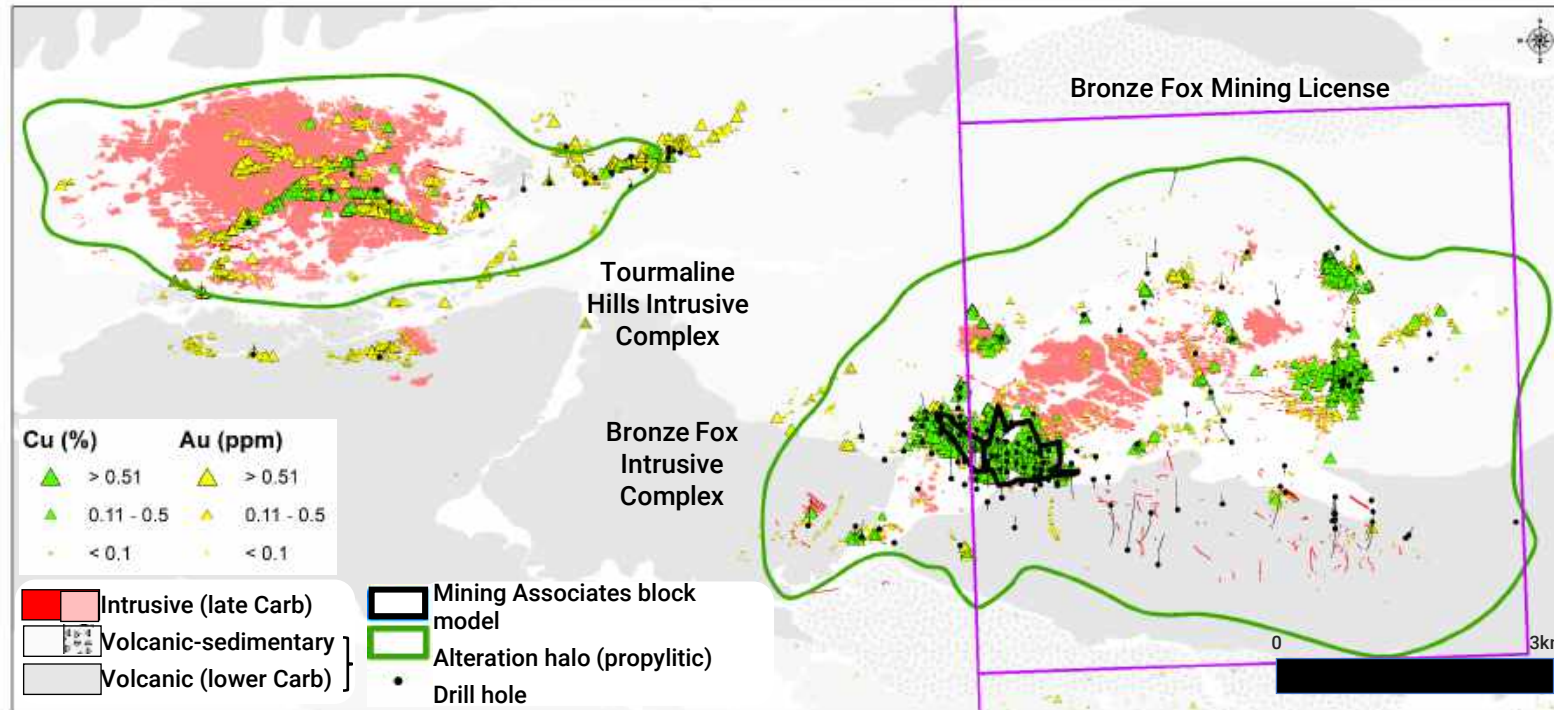 Bronze Fox Mining License
Tourmaline
Hills Intrusive
Complex
Bronze Fox
Intrusive
Complex
Cu (%) Au (ppm)
> 0.51 > 0.51
0.11 - 0.5 0.11 - 0.5
< 0.1 < 0.1
Intrusive (late Carb)
Volcanic-sedimentary
Volcanic (lower Carb)
Mining Associates block
model
Alteration halo (propylitic)
Drill hole
0 3km